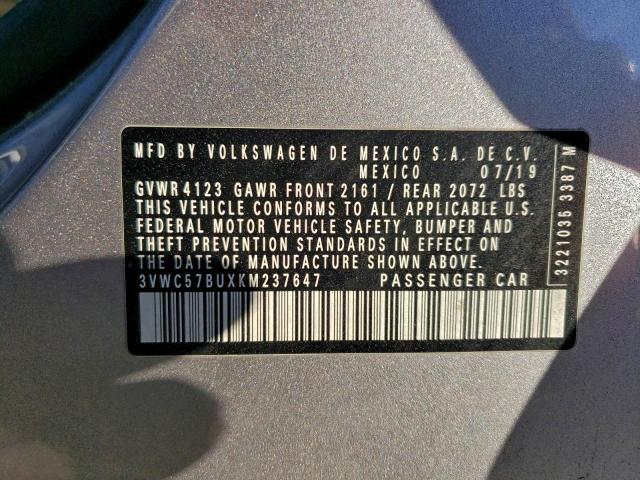 MFD BY VOLKSWAGEN DE MEXICO S.A. DE C.V.
MEXICO 07/19
GVWR 4123 GAWR FRONT 2161 / REAR 2072 LBS
THIS VEHICLE CONFORMS TO ALL APPLICABLE U.S.
FEDERAL MOTOR VEHICLE SAFETY, BUMPER AND
THEFT PREVENTION STANDARDS IN EFFECT ON
THE DATE OF MANUFACTURE SHOWN ABOVE.
3VWC57BUXKM237647 PASSENGER CAR
3221035 3387 M